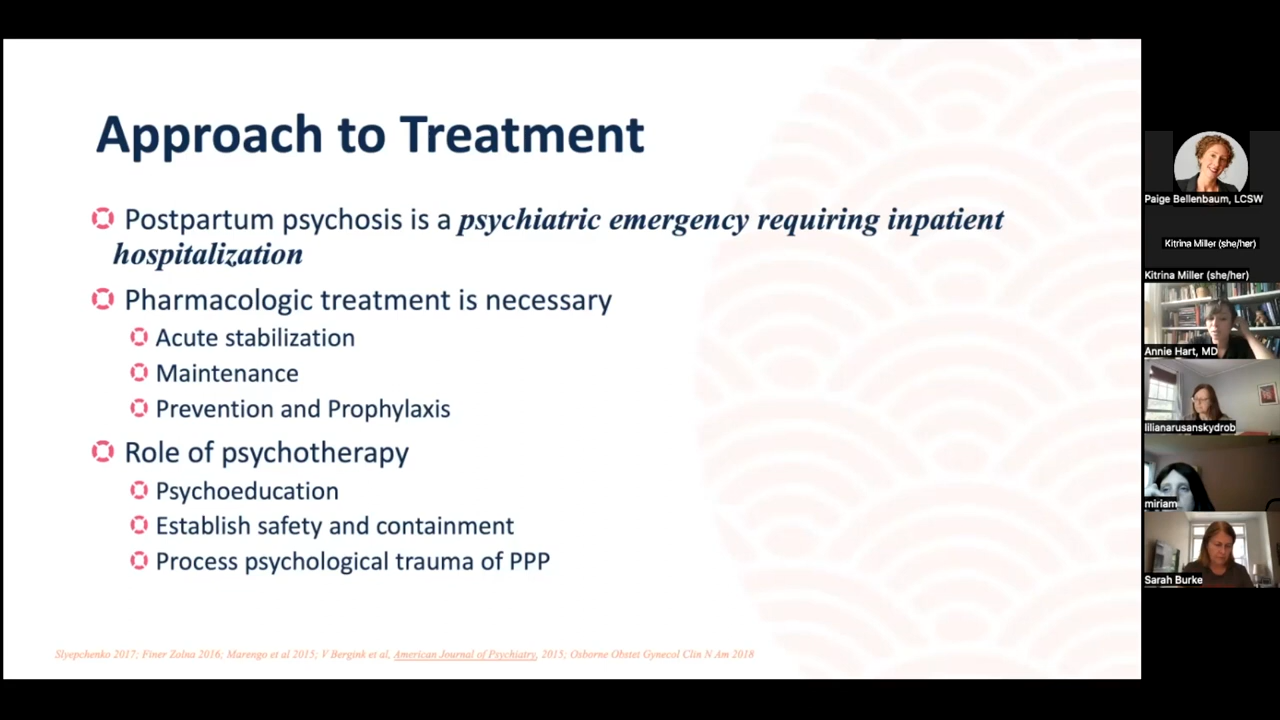 Approach to Treatment
Postpartum psychosis is a psychiatric emergency requiring inpatient
hospitalization
Pharmacologic treatment is necessary
Acute stabilization
Maintenance
Prevention and Prophylaxis
Role of psychotherapy
Psychoeducation
Establish safety and containment
Process psychological trauma of PPP
Slyepchenko 2017; Finer Zolna 2016; Marengo et al 2015; V Bergink et al, American Journal of Psychiatry, 2015; Osborne Obstet Gynecol Clin N Am 2018
Paige Bellenbaum, LCSW
Kitrina Miller (she/her)
Kitrina Miller (she/her)
Annie Hart, MD
lilianarusanskydrob
miriam
Sarah Burke